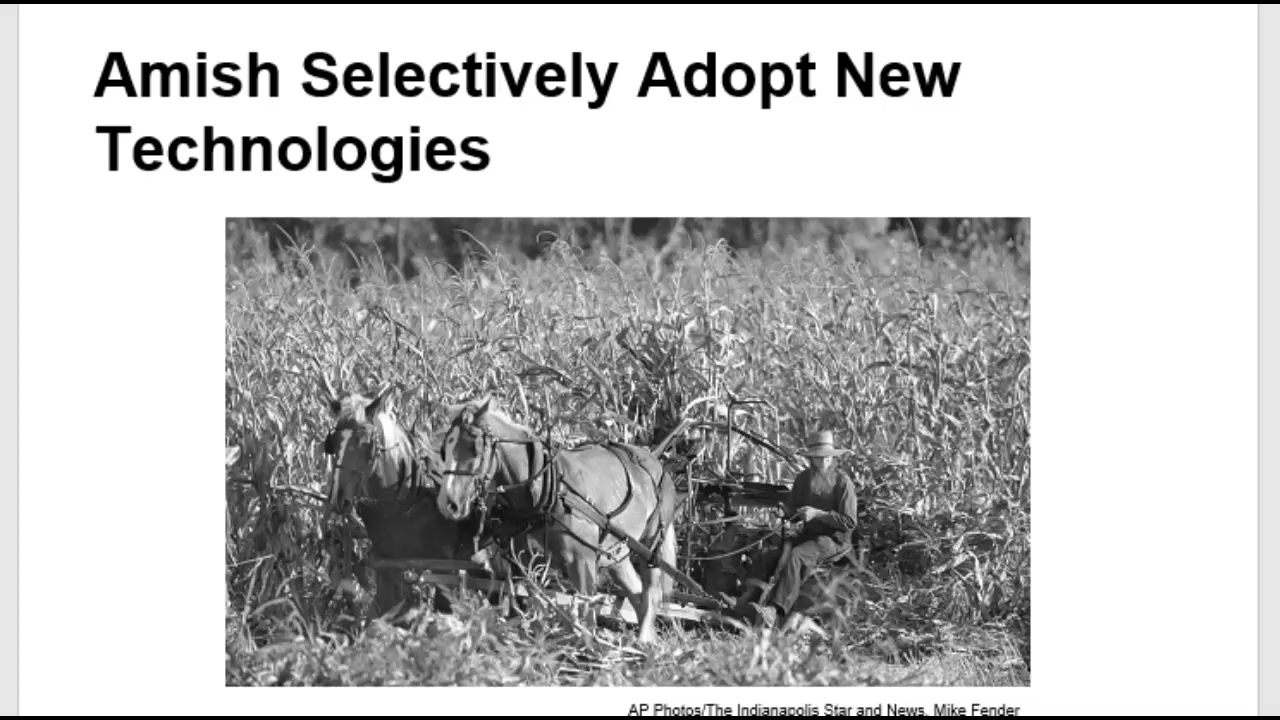 Amish Selectively Adopt New
Technologies
AP Photos/The Indianapolis Star and News, Mike Fender